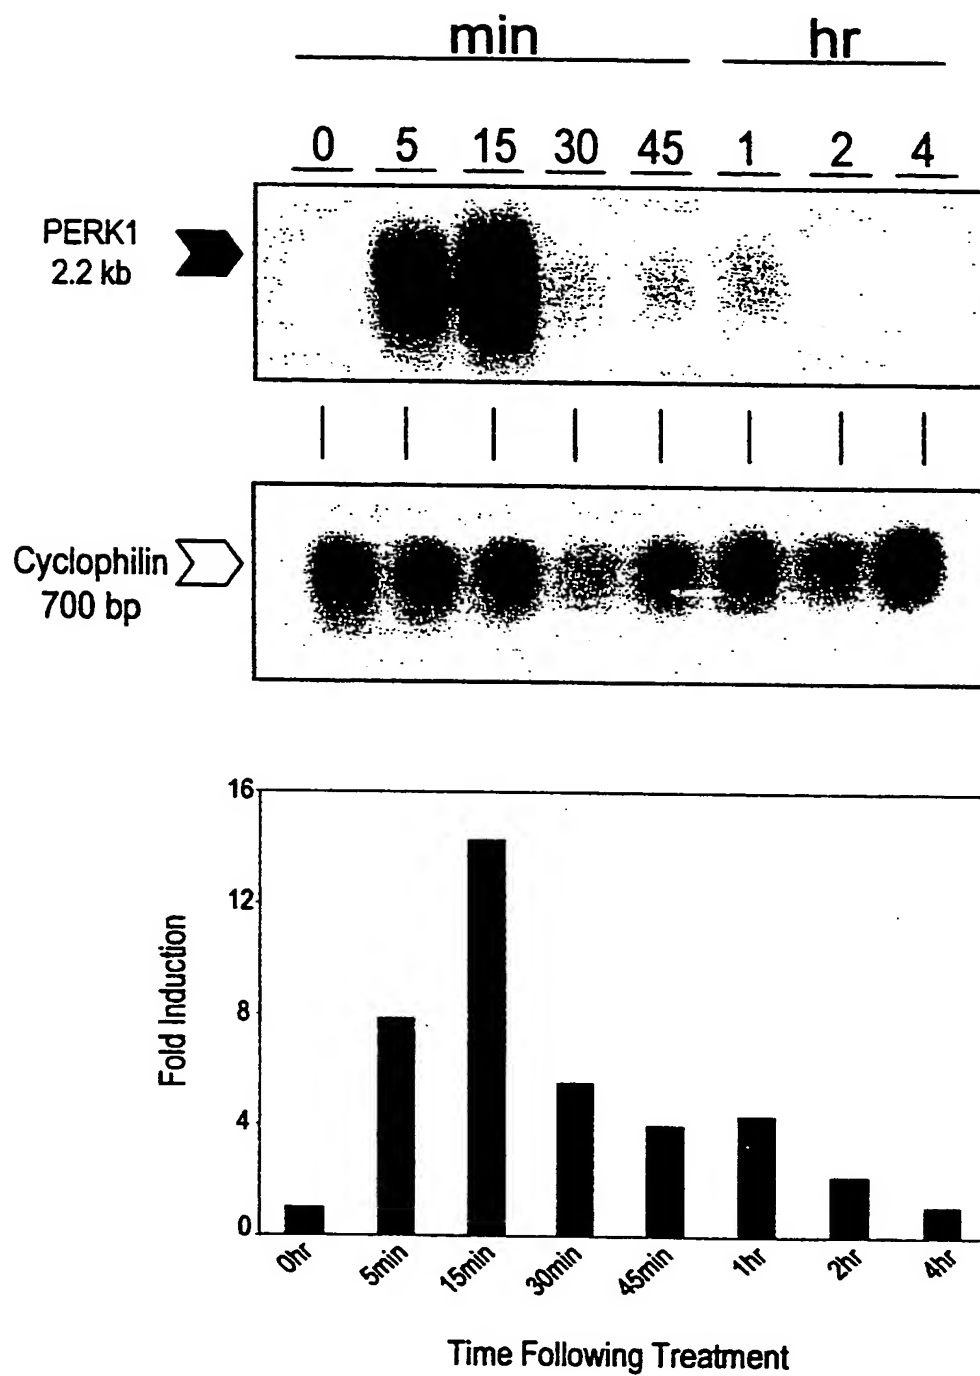 min hr
0 5 15 30 45 1 2 4
PERK1
2.2 kb
Cyclophilin
700 bp
16
12
8
4
0
Fold Induction
0hr 5min 15min 30min 45min 1hr 2hr 4hr
Time Following Treatment